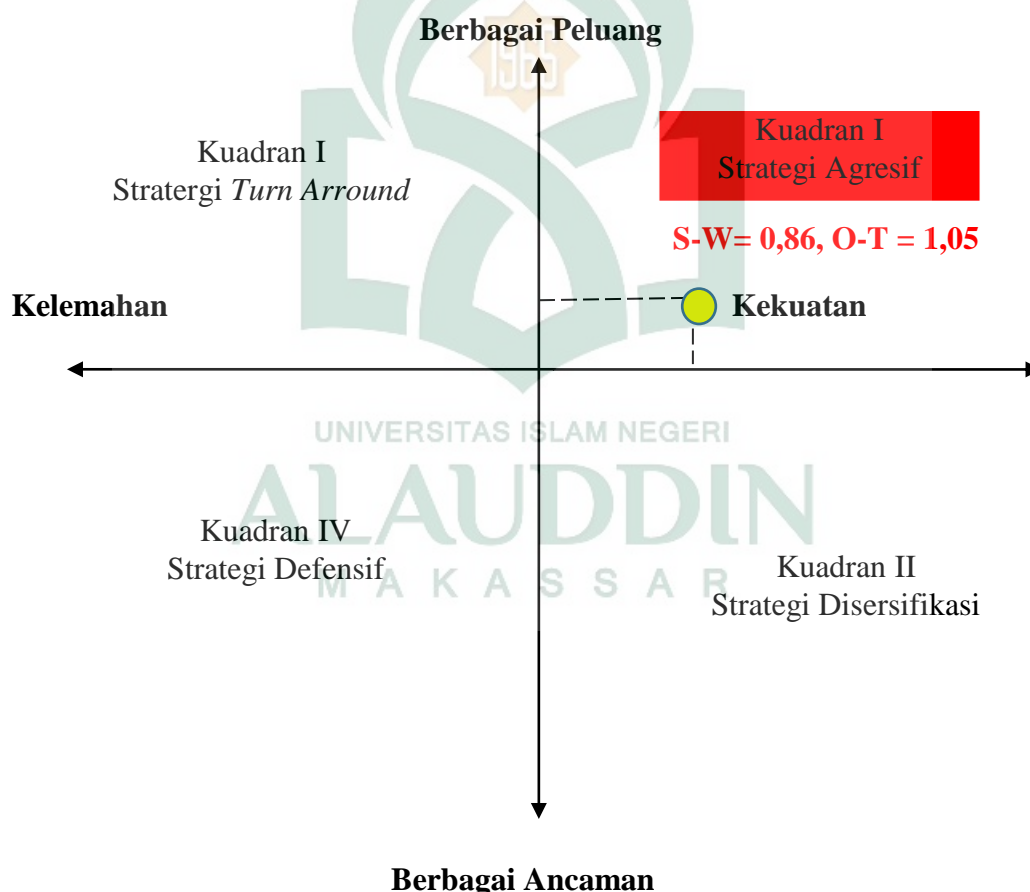 Berbagai Peluang
1965
Kuadran I
Stratergi Turn Arround
Kuadran I
Strategi Agresif
S-W= 0,86, O-T = 1,05
Kelemahan
Kekuatan
UNIVERSITAS ISLAM NEGERI
ALAUDDIN
MAKASSAR
Kuadran IV
Strategi Defensif
Kuadran II
Strategi Disersifikasi
Berbagai Ancaman